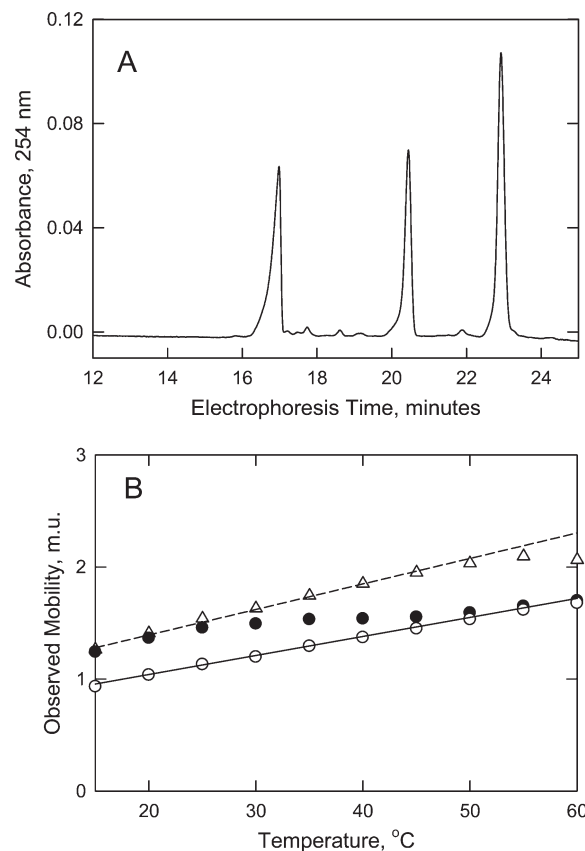 0.12
A
0.08
0.04
0.00
Absorbance, 254 nm
12 14 16 18 20 22 24
Electrophoresis Time, minutes
3
B
2
1
0
Observed Mobility, m.u.
20 30 40 50 60
Temperature, °C